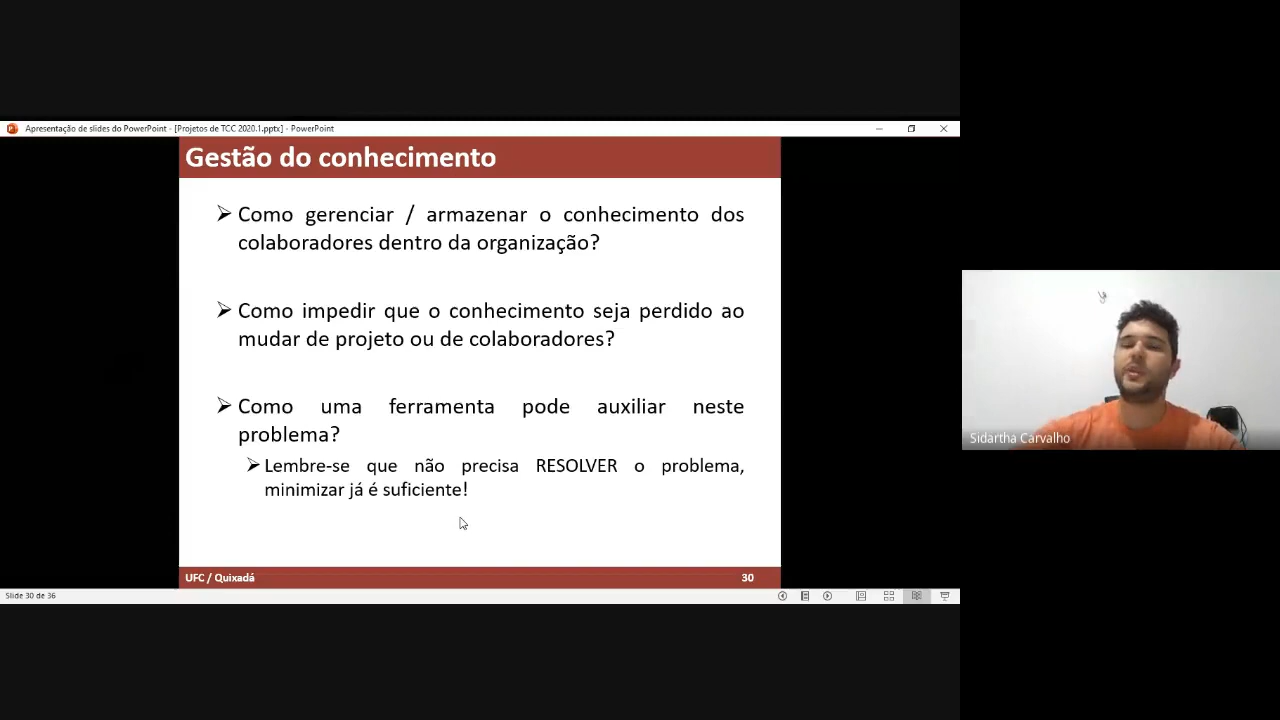 Apresentação de slides do PowerPoint - [Projetos de TCC 2020.1.pptx] - PowerPoint
Gestão do conhecimento
Como gerenciar / armazenar o conhecimento dos
colaboradores dentro da organização?
Como impedir que o conhecimento seja perdido ao
mudar de projeto ou de colaboradores?
Como uma ferramenta pode auxiliar neste
problema?
Lembre-se que não precisa RESOLVER o problema,
minimizar já é suficiente!
Sidartha Carvalho
UFC / Quixadá 30
Slide 30 de 36